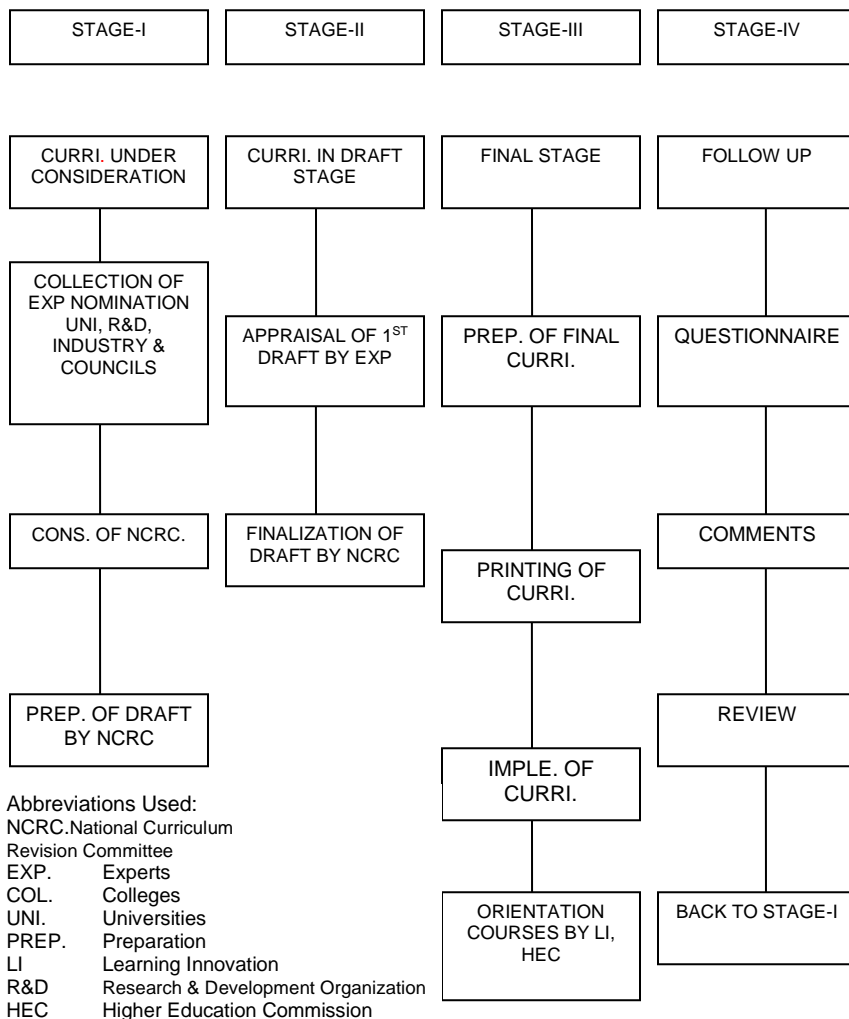 STAGE-I
STAGE-II
STAGE-III
STAGE-IV
CURRI. UNDER
CONSIDERATION
CURRI. IN DRAFT
STAGE
FINAL STAGE
FOLLOW UP
COLLECTION OF
EXP NOMINATION
UNI, R&D,
INDUSTRY &
COUNCILS
APPRAISAL OF 1ST
DRAFT BY EXP
PREP. OF FINAL
CURRI.
QUESTIONNAIRE
CONS. OF NCRC.
FINALIZATION OF
DRAFT BY NCRC
PRINTING OF
CURRI.
COMMENTS
PREP. OF DRAFT
BY NCRC
IMPLE. OF
CURRI.
REVIEW
ORIENTATION
COURSES BY LI,
HEC
BACK TO STAGE-I
Abbreviations Used:
NCRC.National Curriculum
Revision Committee
EXP. Experts
COL. Colleges
UNI. Universities
PREP. Preparation
LI Learning Innovation
R&D Research & Development Organization
HEC Higher Education Commission